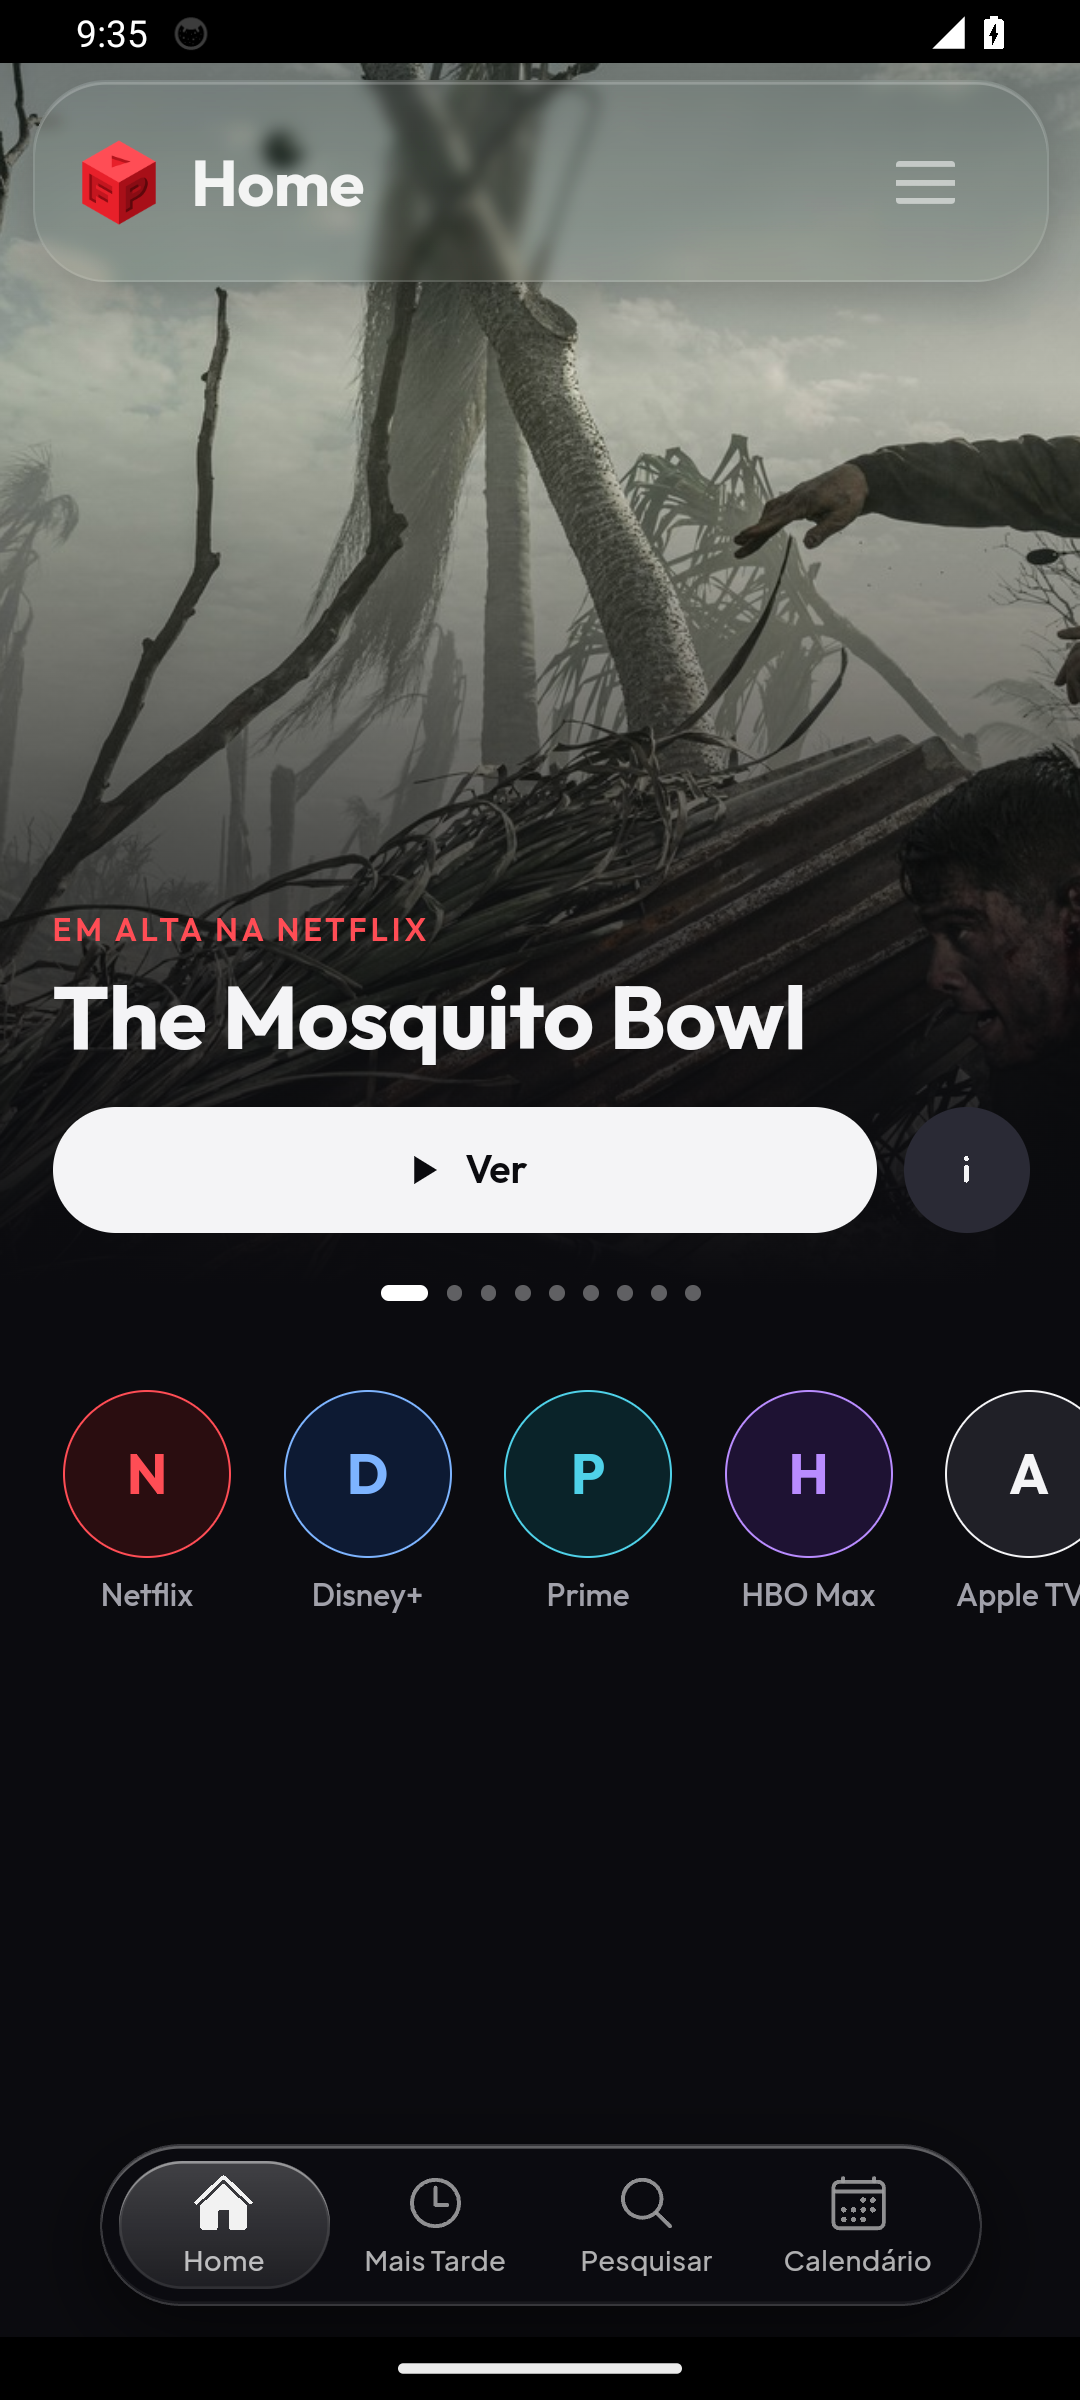 9:35
Home
EM ALTA NA NETFLIX
The Mosquito Bowl
Ver
i
N
D
P
H
A
Netflix
Disney+
Prime
HBO Max
Apple TV
Home
Mais Tarde
Pesquisar
Calendário